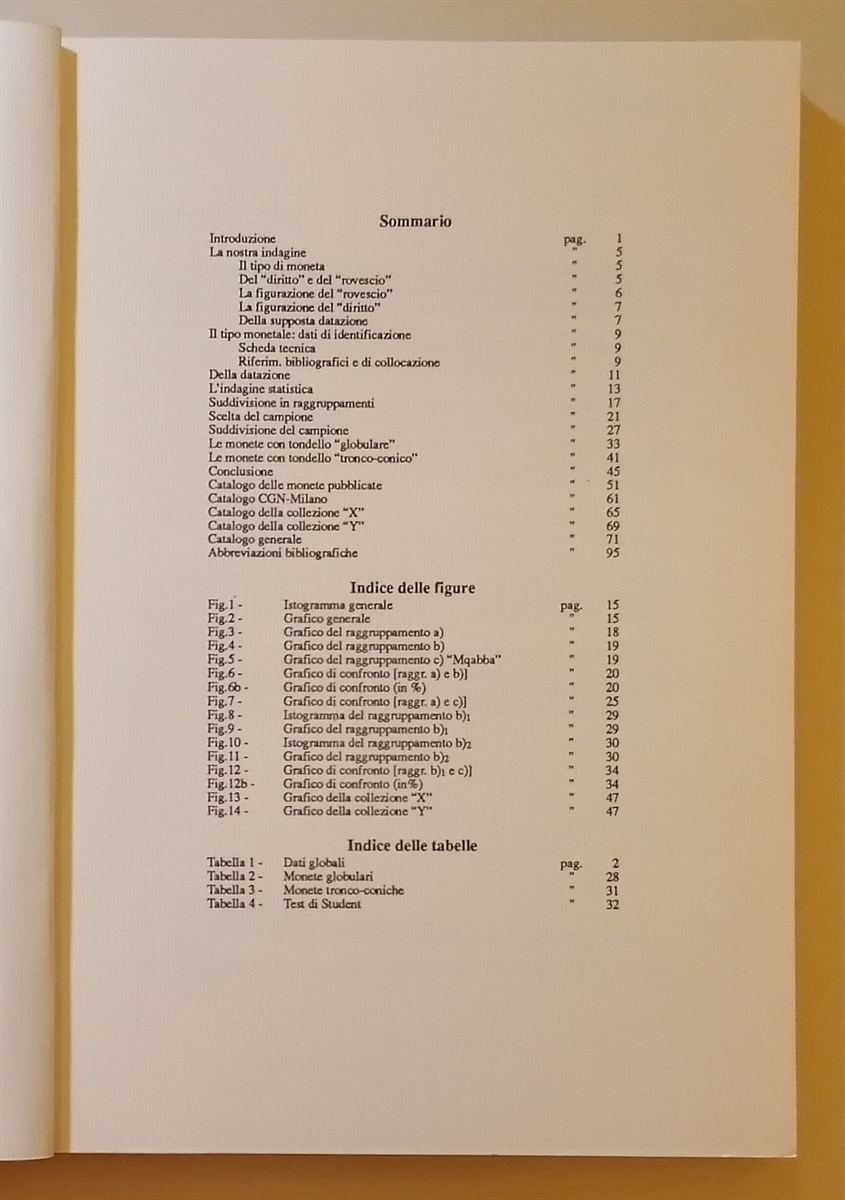 Sommario
Introduzione pag. 1
La nostra indagine " 5
Il tipo di moneta " 5
Del "diritto" e del "rovescio" " 5
La figurazione del "rovescio" " 6
La figurazione del "diritto" " 7
Della supposta datazione " 7
Il tipo monetale: dati di identificazione " 9
Scheda tecnica " 9
Riferim. bibliografici e di collocazione " 9
Della datazione " 11
L'indagine statistica " 13
Suddivisione in raggruppamenti " 17
Scelta del campione " 21
Suddivisione del campione " 27
Le monete con tondello "globulare" " 33
Le monete con tondello "tronco-conico" " 41
Conclusione " 45
Catalogo delle monete pubblicate " 51
Catalogo CGN-Milano " 61
Catalogo della collezione "X" " 65
Catalogo della collezione "Y" " 69
Catalogo generale " 71
Abbreviazioni bibliografiche " 95
Indice delle figure
Fig.1 - Istogramma generale pag. 15
Fig.2 - Grafico generale " 15
Fig.3 - Grafico del raggruppamento a) " 18
Fig.4 - Grafico del raggruppamento b) " 19
Fig.5 - Grafico del raggruppamento c) "Mqabba" " 19
Fig.6 - Grafico di confronto [raggr. a) e b)] " 20
Fig.6b - Grafico di confronto (in %) " 20
Fig.7 - Grafico di confronto [raggr. a) e c)] " 25
Fig.8 - Istogramma del raggruppamento b)1 " 29
Fig.9 - Grafico del raggruppamento b)1 " 29
Fig.10 - Istogramma del raggruppamento b)2 " 30
Fig.11 - Grafico del raggruppamento b)2 " 30
Fig.12 - Grafico di confronto [raggr. b)1 e c)] " 34
Fig.12b - Grafico di confronto (in%) " 34
Fig.13 - Grafico della collezione "X" " 47
Fig.14 - Grafico della collezione "Y" " 47
Indice delle tabelle
Tabella 1 - Dati globali pag. 2
Tabella 2 - Monete globulari " 28
Tabella 3 - Monete tronco-coniche " 31
Tabella 4 - Test di Student " 32